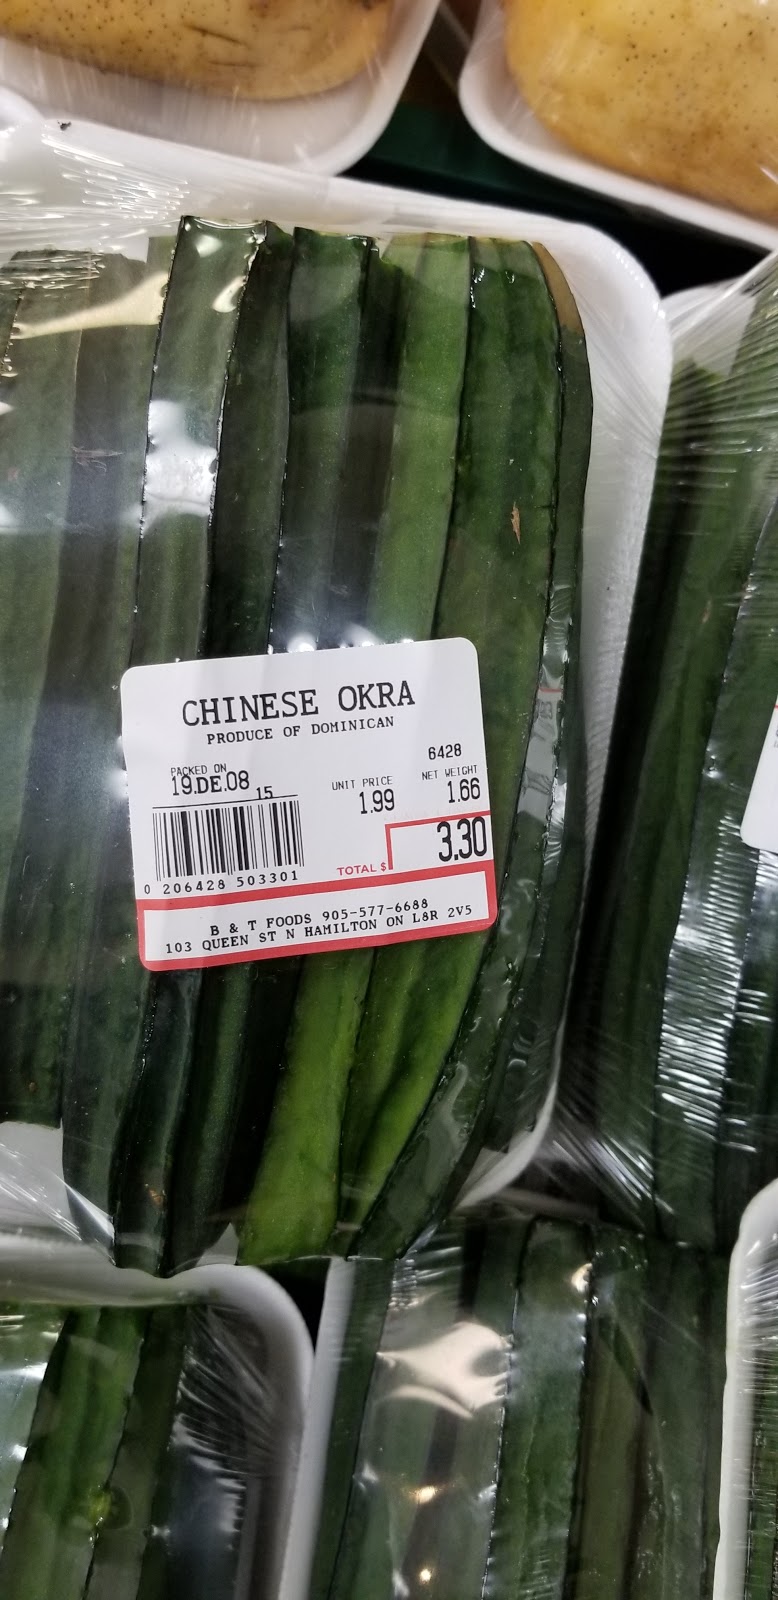 CHINESE OKRA
PRODUCE OF DOMINICAN
6428
PACKED ON
19.DE.08 15
UNIT PRICE
1.99
NET WEIGHT
1.66
TOTAL $ 3.30
0 206428 503301
B & T FOODS 905-577-6688
103 QUEEN ST N HAMILTON ON L8R 2V5